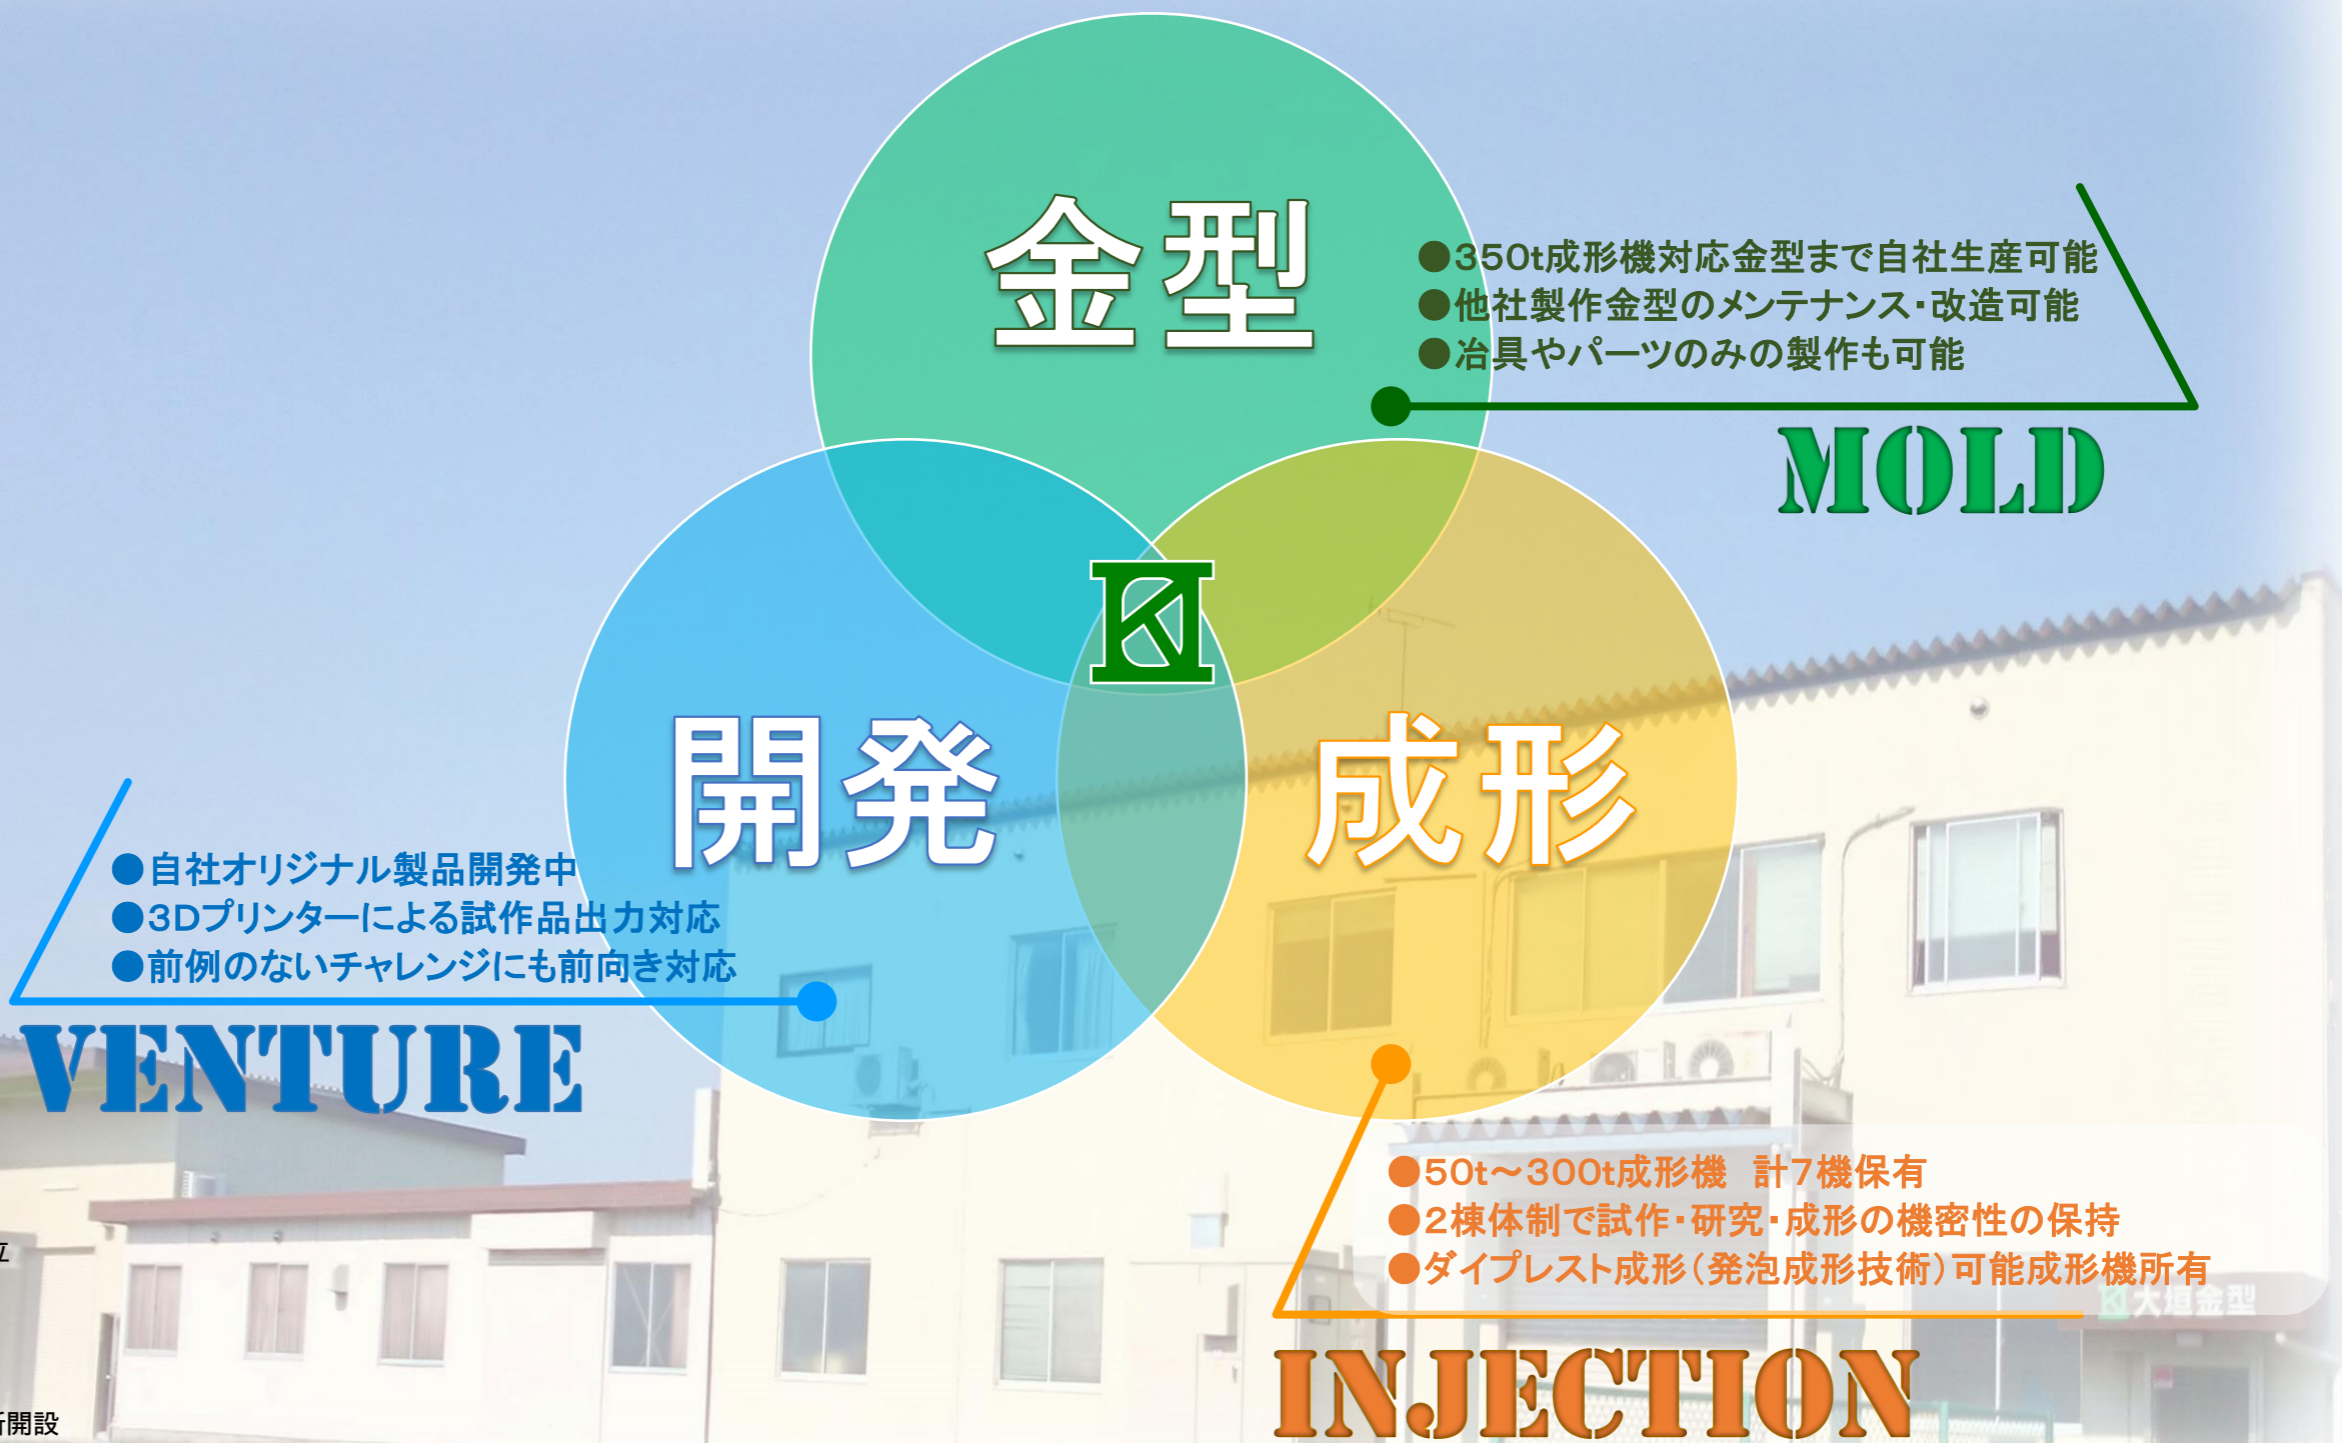 金型
●350t成形機対応金型まで自社生産可能
●他社製作金型のメンテナンス・改造可能
●冶具やパーツのみの製作も可能
MOLD
開発
成形
●自社オリジナル製品開発中
●3Dプリンターによる試作品出力対応
●前例のないチャレンジにも前向き対応
VENTURE
●50t～300t成形機 計7機保有
●2棟体制で試作・研究・成形の機密性の保持
●ダイプレスト成形（発泡成形技術）可能成形機所有
大垣金型
INJECTION
立
開設